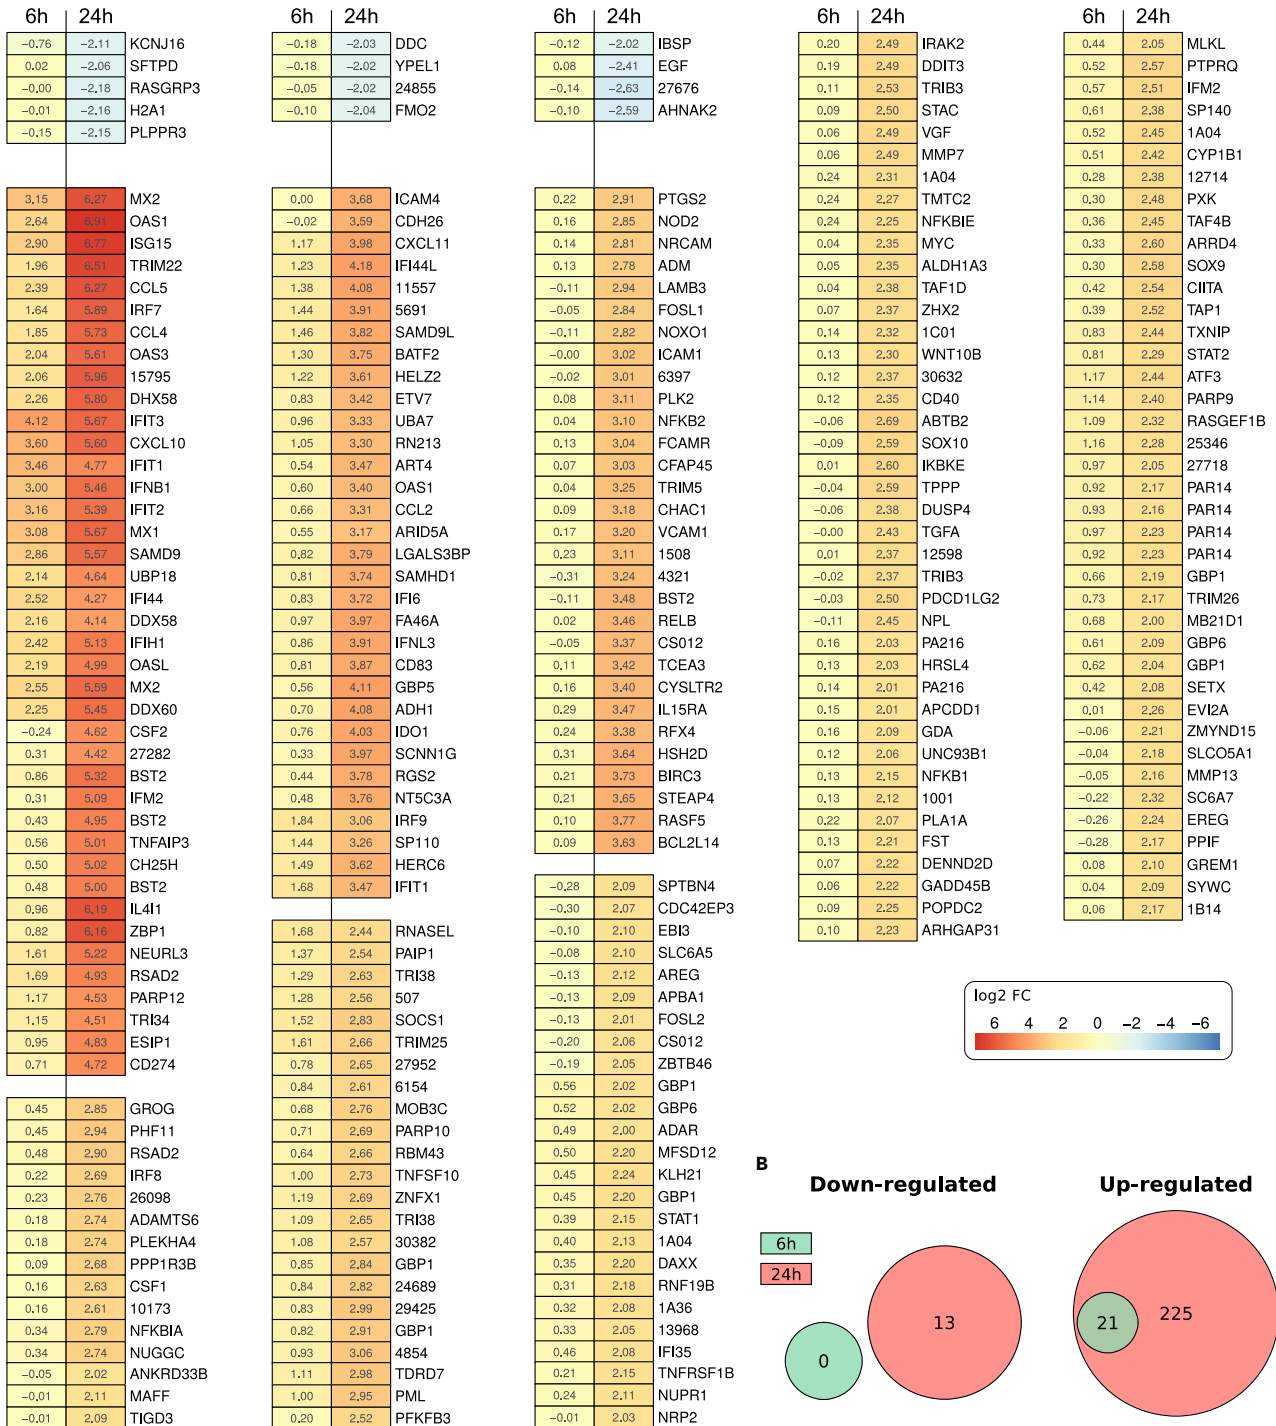 6h 24h
−0.76 −2.11 KCNJ16
0.02 −2.06 SFTPD
−0.00 −2.18 RASGRP3
−0.01 −2.16 H2A1
−0.15 −2.15 PLPPR3
3.15 6.27 MX2
2.64 6.91 OAS1
2.90 6.77 ISG15
1.96 6.51 TRIM22
2.39 6.27 CCL5
1.64 5.89 IRF7
1.85 5.73 CCL4
2.04 5.61 OAS3
2.06 5.96 15795
2.26 5.80 DHX58
4.12 5.67 IFIT3
3.60 5.60 CXCL10
3.46 4.77 IFIT1
3.00 5.46 IFNB1
3.16 5.39 IFIT2
3.08 5.67 MX1
2.86 5.57 SAMD9
2.14 4.64 UBP18
2.52 4.27 IFI44
2.16 4.14 DDX58
2.42 5.13 IFIH1
2.19 4.99 OASL
2.55 5.59 MX2
2.25 5.45 DDX60
−0.24 4.62 CSF2
0.31 4.42 27282
0.86 5.32 BST2
0.31 5.09 IFM2
0.43 4.95 BST2
0.56 5.01 TNFAIP3
0.50 5.02 CH25H
0.48 5.00 BST2
0.96 6.19 IL4I1
0.82 6.16 ZBP1
1.61 5.22 NEURL3
1.69 4.93 RSAD2
1.17 4.53 PARP12
1.15 4.51 TRI34
0.95 4.83 ESIP1
0.71 4.72 CD274
0.45 2.85 GROG
0.45 2.94 PHF11
0.48 2.90 RSAD2
0.22 2.69 IRF8
0.23 2.76 26098
0.18 2.74 ADAMTS6
0.18 2.74 PLEKHA4
0.09 2.68 PPP1R3B
0.16 2.63 CSF1
0.16 2.61 10173
0.34 2.79 NFKBIA
0.34 2.74 NUGGC
−0.05 2.02 ANKRD33B
−0.01 2.11 MAFF
−0.01 2.09 TIGD3
6h 24h
−0.18 −2.03 DDC
−0.18 −2.02 YPEL1
−0.05 −2.02 24855
−0.10 −2.04 FMO2
0.00 3.68 ICAM4
−0.02 3.59 CDH26
1.17 3.98 CXCL11
1.23 4.18 IFI44L
1.38 4.08 11557
1.44 3.91 5691
1.46 3.82 SAMD9L
1.30 3.75 BATF2
1.22 3.61 HELZ2
0.83 3.42 ETV7
0.96 3.33 UBA7
1.05 3.30 RN213
0.54 3.47 ART4
0.60 3.40 OAS1
0.66 3.31 CCL2
0.55 3.17 ARID5A
0.82 3.79 LGALS3BP
0.81 3.74 SAMHD1
0.83 3.72 IFI6
0.97 3.97 FA46A
0.86 3.91 IFNL3
0.81 3.87 CD83
0.56 4.11 GBP5
0.70 4.08 ADH1
0.76 4.03 IDO1
0.33 3.97 SCNN1G
0.44 3.78 RGS2
0.48 3.76 NT5C3A
1.84 3.06 IRF9
1.44 3.26 SP110
1.49 3.62 HERC6
1.68 3.47 IFIT1
1.68 2.44 RNASEL
1.37 2.54 PAIP1
1.29 2.63 TRI38
1.28 2.56 507
1.52 2.83 SOCS1
1.61 2.66 TRIM25
0.78 2.65 27952
0.84 2.61 6154
0.68 2.76 MOB3C
0.71 2.69 PARP10
0.64 2.66 RBM43
1.00 2.73 TNFSF10
1.19 2.69 ZNFX1
1.09 2.65 TRI38
1.08 2.57 30382
0.85 2.84 GBP1
0.84 2.82 24689
0.83 2.99 29425
0.82 2.91 GBP1
0.93 3.06 4854
1.11 2.98 TDRD7
1.00 2.95 PML
0.20 2.52 PFKFB3
6h 24h
−0.12 −2.02 IBSP
0.08 −2.41 EGF
−0.14 −2.63 27676
−0.10 −2.59 AHNAK2
0.22 2.91 PTGS2
0.16 2.85 NOD2
0.14 2.81 NRCAM
0.13 2.78 ADM
−0.11 2.94 LAMB3
−0.05 2.84 FOSL1
−0.11 2.82 NOXO1
−0.00 3.02 ICAM1
−0.02 3.01 6397
0.08 3.11 PLK2
0.04 3.10 NFKB2
0.13 3.04 FCAMR
0.07 3.03 CFAP45
0.04 3.25 TRIM5
0.09 3.18 CHAC1
0.17 3.20 VCAM1
0.23 3.11 1508
−0.31 3.24 4321
−0.11 3.48 BST2
0.02 3.46 RELB
−0.05 3.37 CS012
0.11 3.42 TCEA3
0.16 3.40 CYSLTR2
0.29 3.47 IL15RA
0.24 3.38 RFX4
0.31 3.64 HSH2D
0.21 3.73 BIRC3
0.21 3.65 STEAP4
0.10 3.77 RASF5
0.09 3.63 BCL2L14
−0.28 2.09 SPTBN4
−0.30 2.07 CDC42EP3
−0.10 2.10 EBI3
−0.08 2.10 SLC6A5
−0.13 2.12 AREG
−0.13 2.09 APBA1
−0.13 2.01 FOSL2
−0.20 2.06 CS012
−0.19 2.05 ZBTB46
0.56 2.02 GBP1
0.52 2.02 GBP6
0.49 2.00 ADAR
0.50 2.20 MFSD12
0.45 2.24 KLH21
0.45 2.20 GBP1
0.39 2.15 STAT1
0.40 2.13 1A04
0.35 2.20 DAXX
0.31 2.18 RNF19B
0.32 2.08 1A36
0.33 2.05 13968
0.46 2.08 IFI35
0.21 2.15 TNFRSF1B
0.24 2.11 NUPR1
−0.01 2.03 NRP2
6h 24h
0.20 2.49 IRAK2
0.19 2.49 DDIT3
0.11 2.53 TRIB3
0.09 2.50 STAC
0.06 2.49 VGF
0.06 2.49 MMP7
0.24 2.31 1A04
0.24 2.27 TMTC2
0.24 2.25 NFKBIE
0.04 2.35 MYC
0.05 2.35 ALDH1A3
0.04 2.38 TAF1D
0.07 2.37 ZHX2
0.14 2.32 1C01
0.13 2.30 WNT10B
0.12 2.37 30632
0.12 2.35 CD40
−0.06 2.69 ABTB2
−0.09 2.59 SOX10
0.01 2.60 IKBKE
−0.04 2.59 TPPP
−0.06 2.38 DUSP4
−0.00 2.43 TGFA
0.01 2.37 12598
−0.02 2.37 TRIB3
−0.03 2.50 PDCD1LG2
−0.11 2.45 NPL
0.16 2.03 PA216
0.13 2.03 HRSL4
0.14 2.01 PA216
0.15 2.01 APCDD1
0.16 2.09 GDA
0.12 2.06 UNC93B1
0.13 2.15 NFKB1
0.13 2.12 1001
0.22 2.07 PLA1A
0.13 2.21 FST
0.07 2.22 DENND2D
0.06 2.22 GADD45B
0.09 2.25 POPDC2
0.10 2.23 ARHGAP31
6h 24h
0.44 2.05 MLKL
0.52 2.57 PTPRQ
0.57 2.51 IFM2
0.61 2.38 SP140
0.52 2.45 1A04
0.51 2.42 CYP1B1
0.28 2.38 12714
0.30 2.48 PXK
0.36 2.45 TAF4B
0.33 2.60 ARRD4
0.30 2.58 SOX9
0.42 2.54 CIITA
0.39 2.52 TAP1
0.83 2.44 TXNIP
0.81 2.29 STAT2
1.17 2.44 ATF3
1.14 2.40 PARP9
1.09 2.32 RASGEF1B
1.16 2.28 25346
0.97 2.05 27718
0.92 2.17 PAR14
0.93 2.16 PAR14
0.97 2.23 PAR14
0.92 2.23 PAR14
0.66 2.19 GBP1
0.73 2.17 TRIM26
0.68 2.00 MB21D1
0.61 2.09 GBP6
0.62 2.04 GBP1
0.42 2.08 SETX
0.01 2.26 EVI2A
−0.06 2.21 ZMYND15
−0.04 2.18 SLCO5A1
−0.05 2.16 MMP13
−0.22 2.32 SC6A7
−0.26 2.24 EREG
−0.28 2.17 PPIF
0.08 2.10 GREM1
0.04 2.09 SYWC
0.06 2.17 1B14
log2 FC
6 4 2 0 −2 −4 −6
B
Down-regulated Up-regulated
6h
24h
0 13 21 225